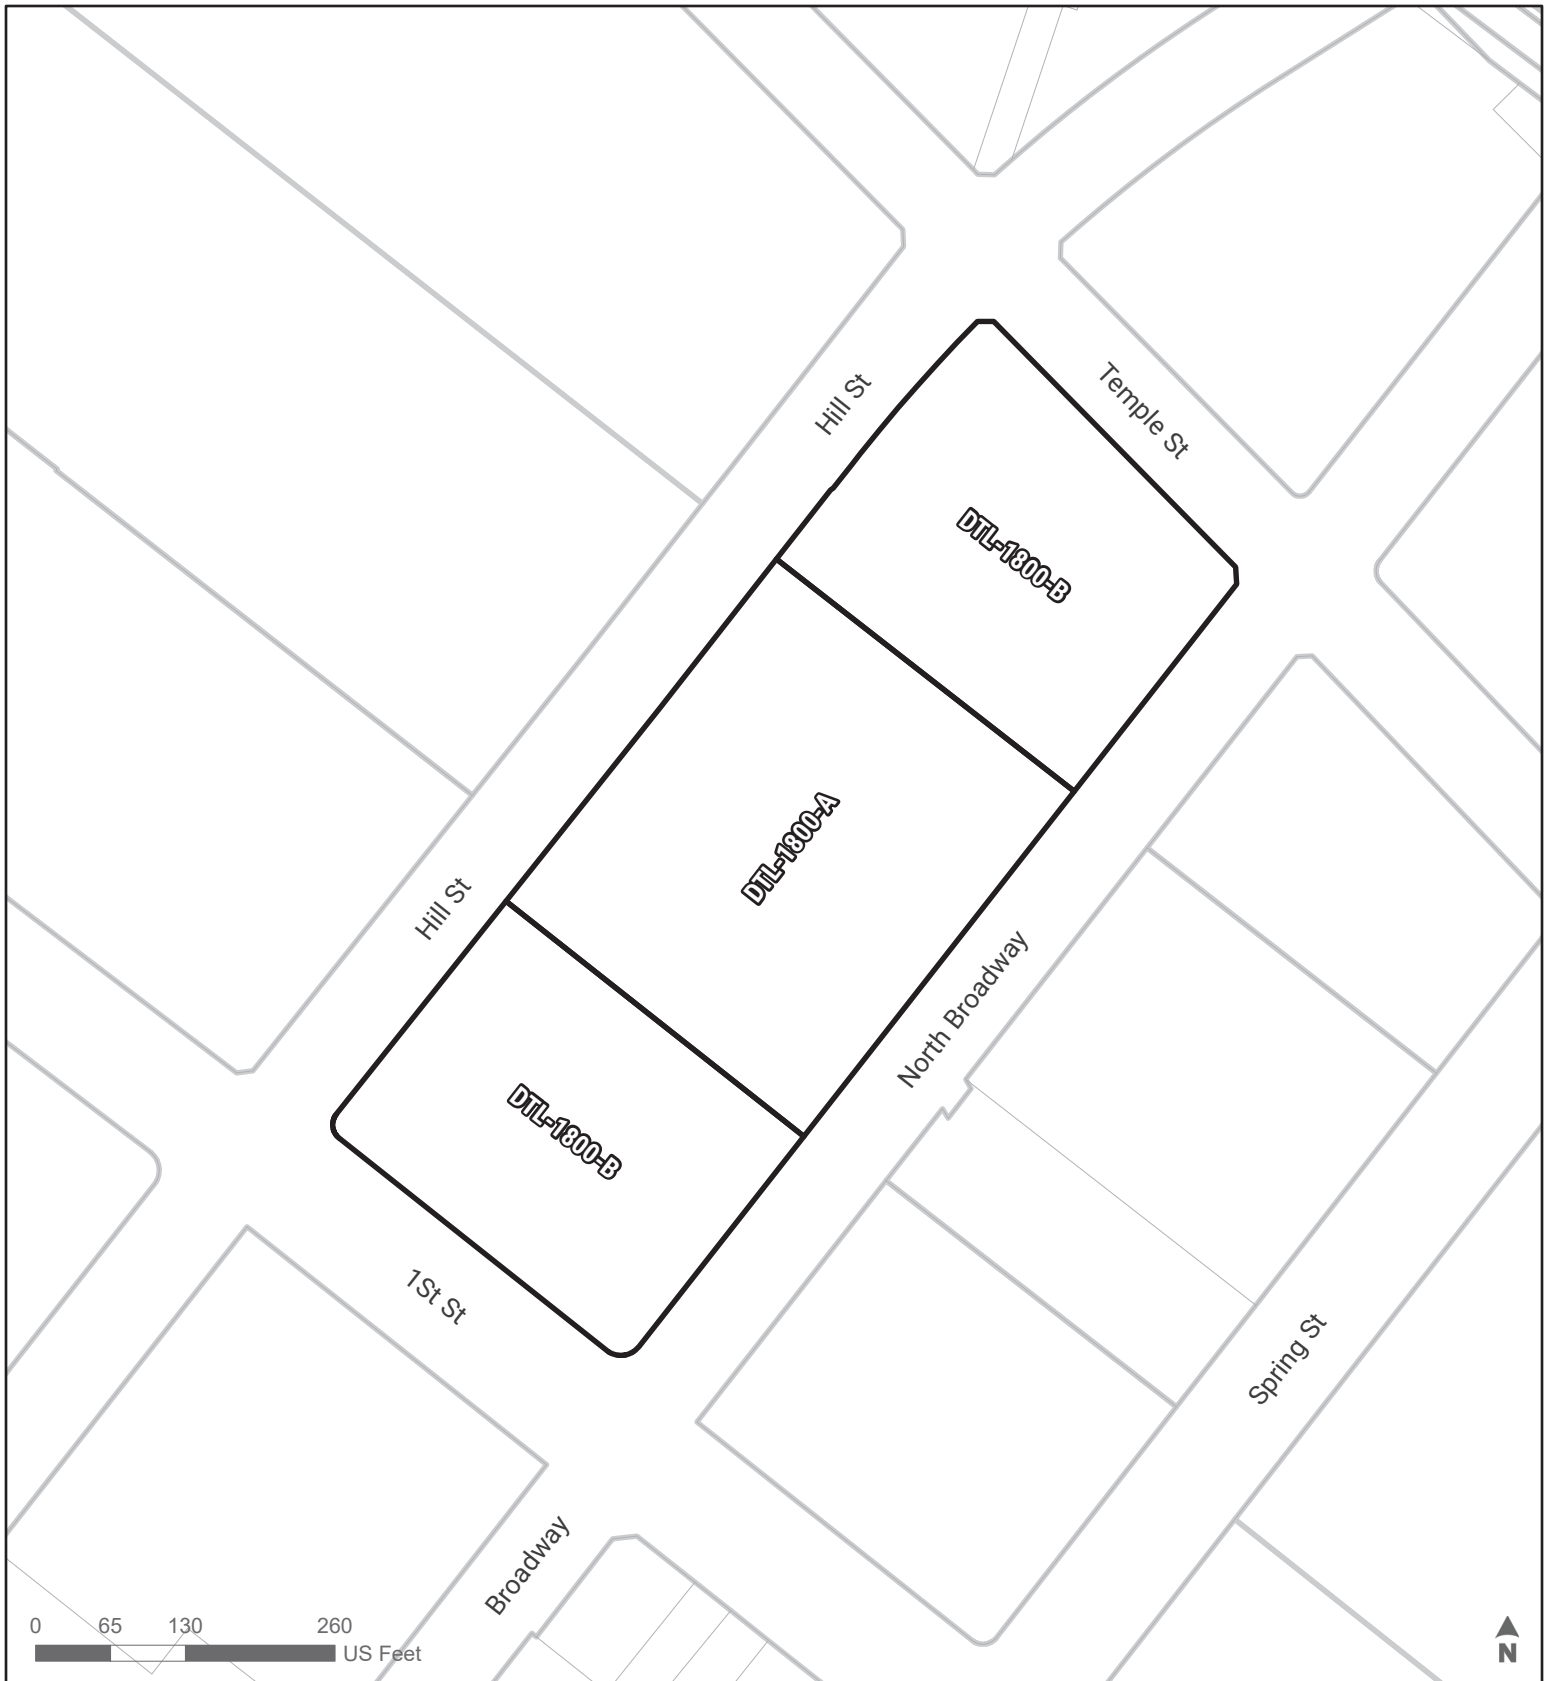 Hill St
Temple St
DTL-1800-B
DTL-1800-A
Hill St
North Broadway
DTL-1800-B
1St St
Spring St
Broadway
0 65 130 260
US Feet
N